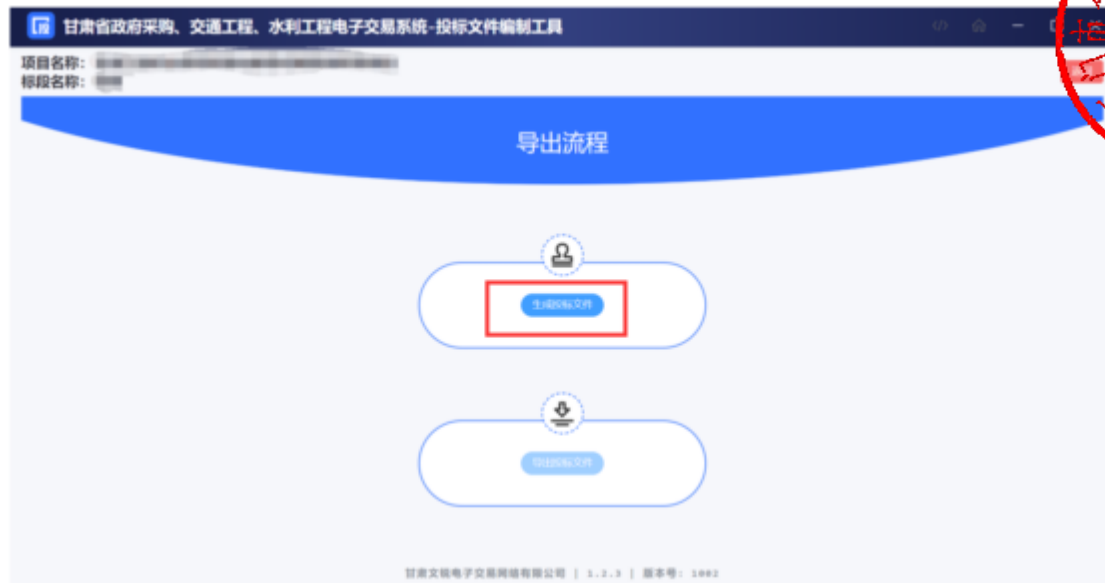 甘肃省政府采购、交通工程、水利工程电子交易系统-投标文件编制工具
项目名称:
标段名称:
导出流程
生成投标文件
导出投标文件
甘肃文锐电子交易网络有限公司 | 1.2.3 | 版本号: 1002